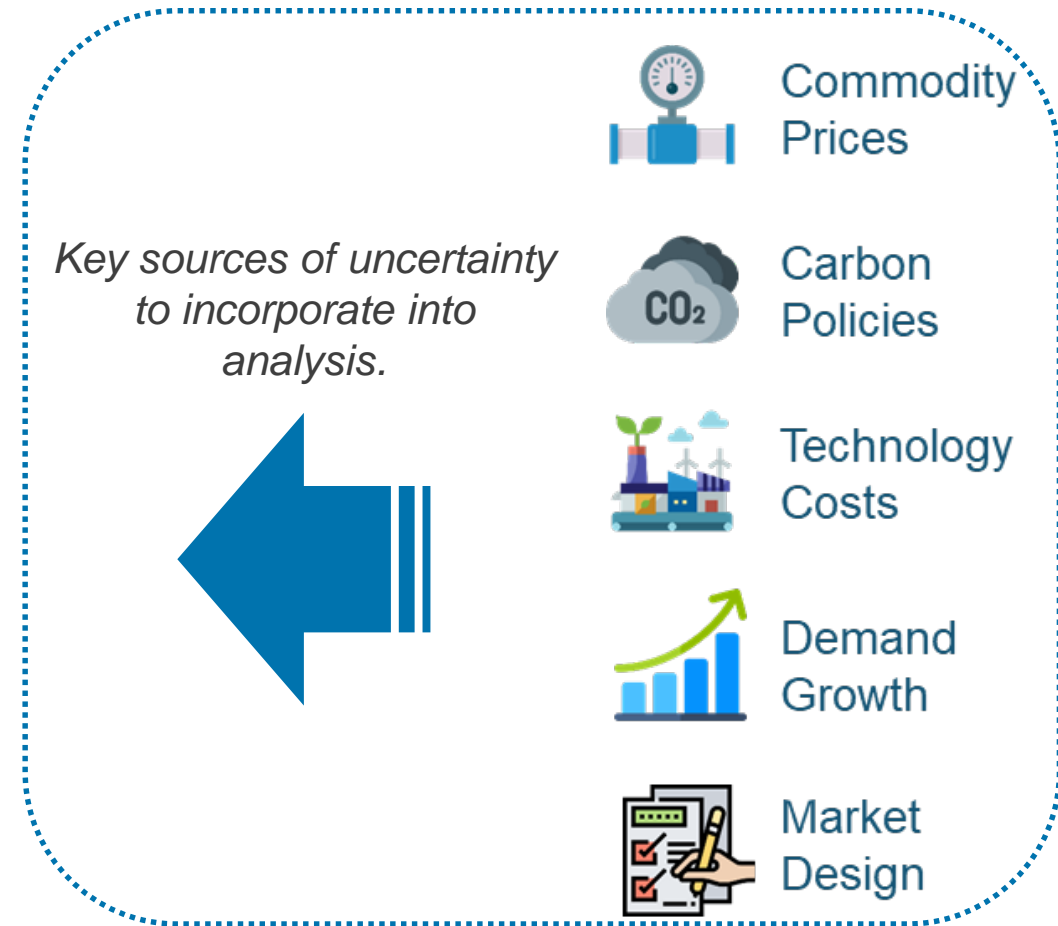 Key sources of uncertainty
to incorporate into
analysis.
Commodity
Prices
CO₂
Carbon
Policies
Technology
Costs
Demand
Growth
Market
Design